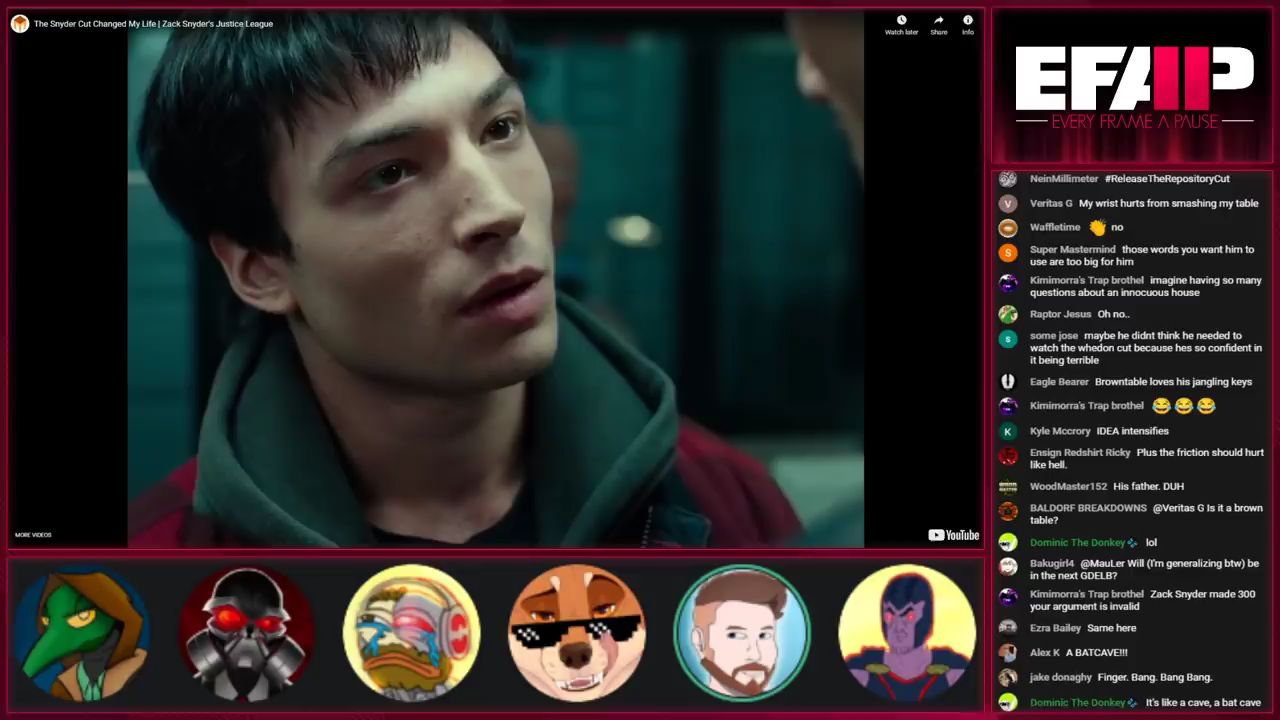 The Snyder Cut Changed My Life | Zack Snyder's Justice League
Watch later
Share
Info
MORE VIDEOS
YouTube
EFAP
EVERY FRAME A PAUSE
NeinMillimeter #ReleaseTheRepositoryCut
V
Veritas G My wrist hurts from smashing my table
Waffletime 👏 no
S
Super Mastermind those words you want him to
use are too big for him
Kimimorra's Trap brothel imagine having so many
questions about an innocuous house
Raptor Jesus Oh no..
s
some jose maybe he didnt think he needed to
watch the whedon cut because hes so confident in
it being terrible
Eagle Bearer Browntable loves his jangling keys
Kimimorra's Trap brothel 😂 😂 😂
K
Kyle Mccrory IDEA intensifies
Ensign Redshirt Ricky Plus the friction should hurt
like hell.
WoodMaster152 His father. DUH
BALDORF BREAKDOWNS @Veritas G Is it a brown
table?
Dominic The Donkey lol
Bakugirl4 @MauLer Will (I'm generalizing btw) be
in the next GDELB?
Kimimorra's Trap brothel Zack Snyder made 300
your argument is invalid
Ezra Bailey Same here
Alex K A BATCAVE!!!
jake donaghy Finger. Bang. Bang Bang.
Dominic The Donkey It's like a cave, a bat cave